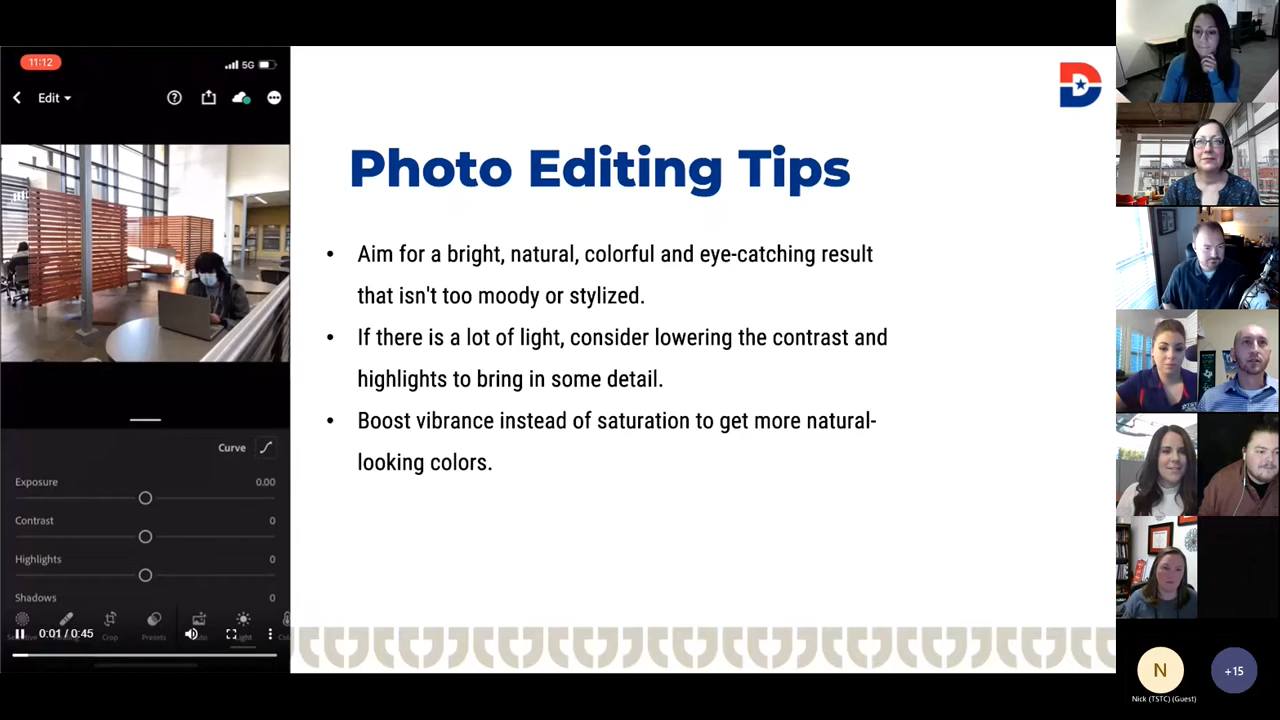 11:12
5G
Edit
Photo Editing Tips
• Aim for a bright, natural, colorful and eye-catching result
that isn't too moody or stylized.
• If there is a lot of light, consider lowering the contrast and
highlights to bring in some detail.
• Boost vibrance instead of saturation to get more natural-
looking colors.
Curve
Exposure 0.00
Contrast 0
Highlights 0
Shadows 0
Crop
Presets
Light
0:01 / 0:45
N
+15
Nick (TSTC) (Guest)